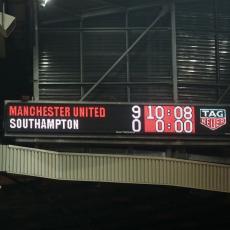 MANCHESTER UNITED 9 10:08
SOUTHAMPTON 0 0:00
TAG
HEUER